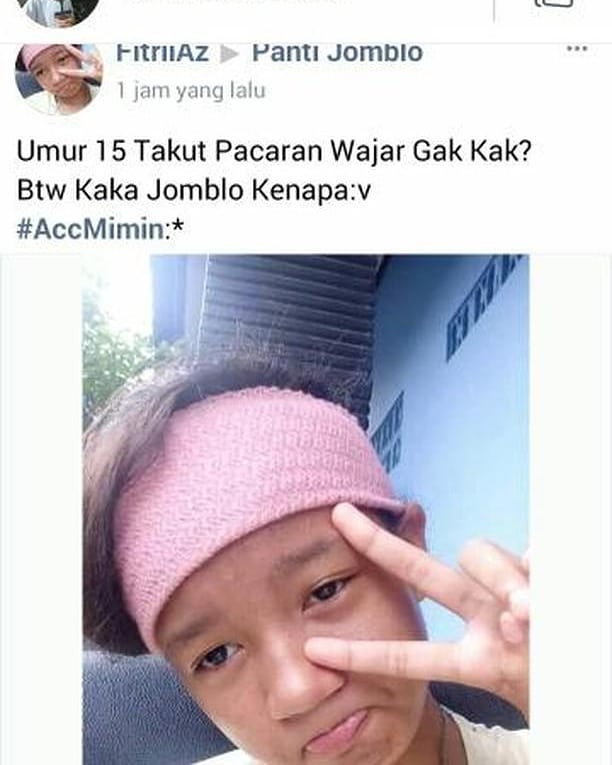 FitriiAz ▶ Panti Jomblo
1 jam yang lalu
Umur 15 Takut Pacaran Wajar Gak Kak?
Btw Kaka Jomblo Kenapa:v
#AccMimin:*